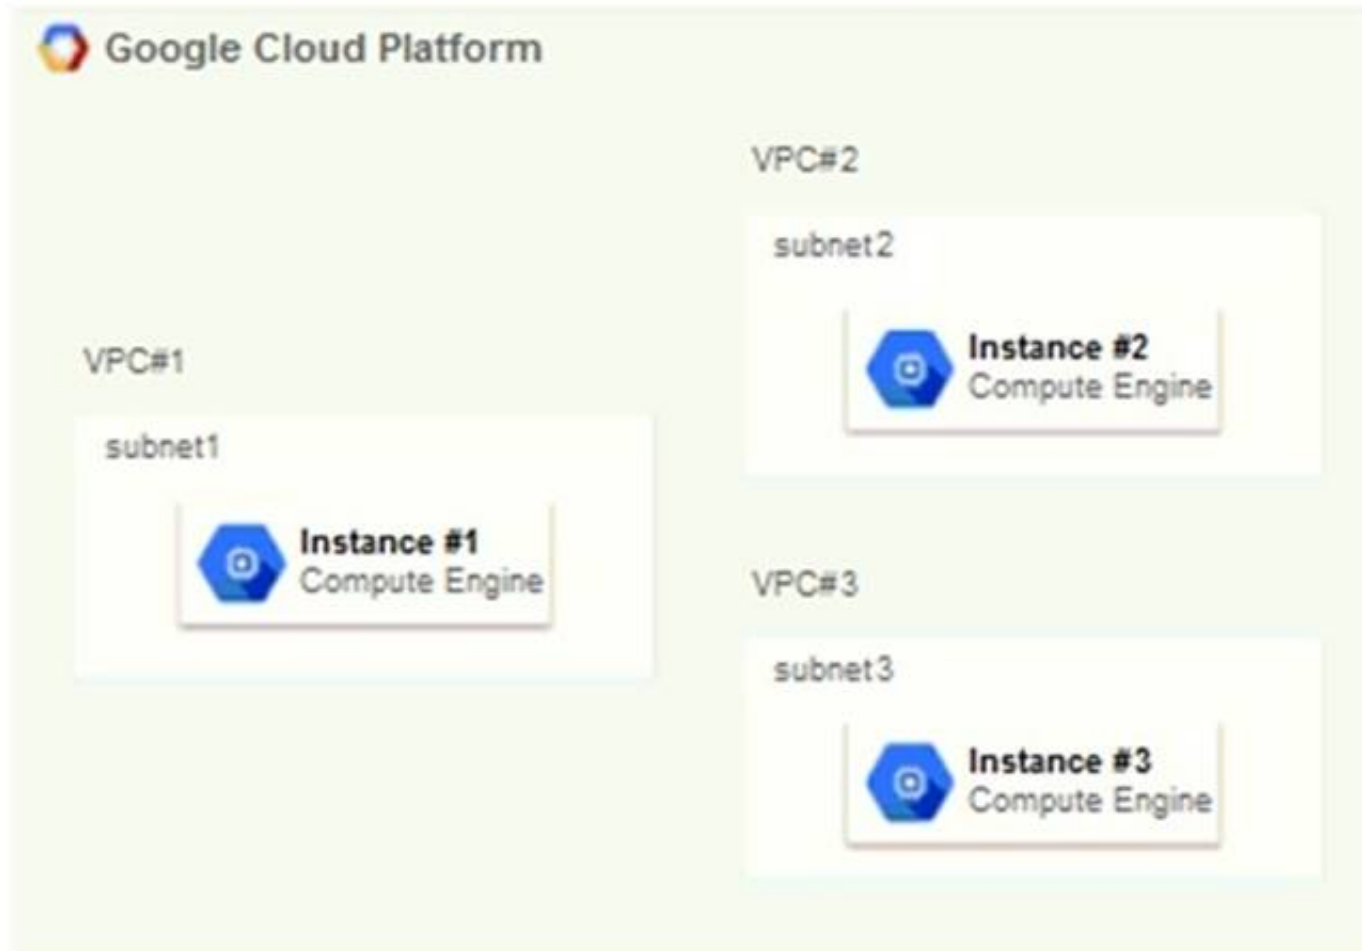 Google Cloud Platform
VPC#2
subnet2
Instance #2
Compute Engine
VPC#1
subnet1
Instance #1
Compute Engine
VPC#3
subnet3
Instance #3
Compute Engine